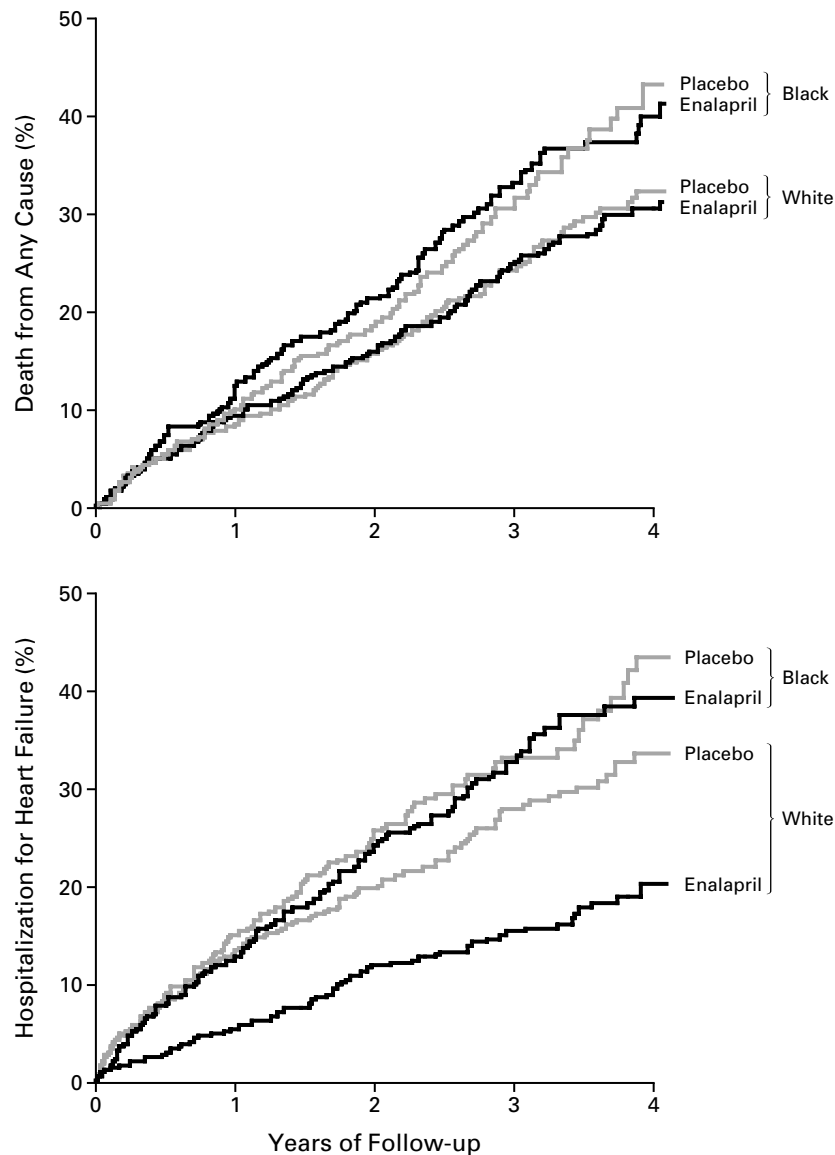 Death from Any Cause (%)
50
40
30
20
10
0
0 1 2 3 4
Placebo
Enalapril
Black
Placebo
Enalapril
White
Hospitalization for Heart Failure (%)
50
40
30
20
10
0
0 1 2 3 4
Placebo
Enalapril
Black
Placebo
Enalapril
White
Years of Follow-up